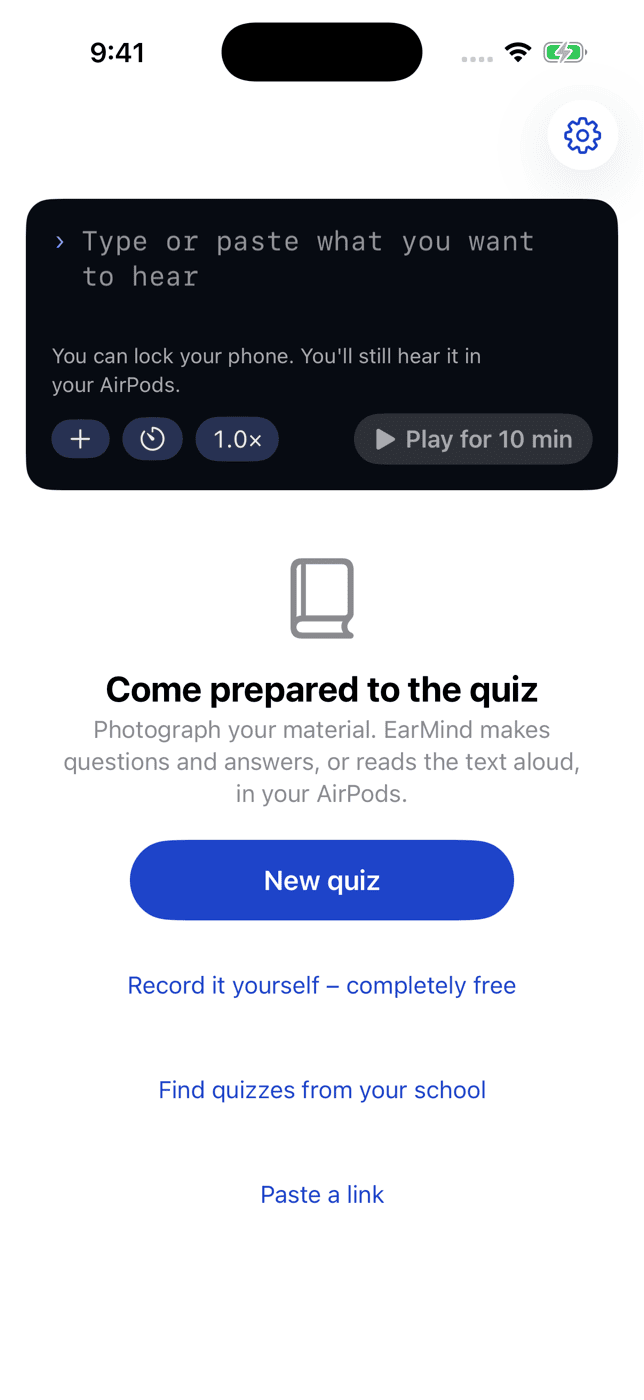 9:41
› Type or paste what you want
to hear
You can lock your phone. You'll still hear it in
your AirPods.
1.0×
Play for 10 min
Come prepared to the quiz
Photograph your material. EarMind makes
questions and answers, or reads the text aloud,
in your AirPods.
New quiz
Record it yourself – completely free
Find quizzes from your school
Paste a link